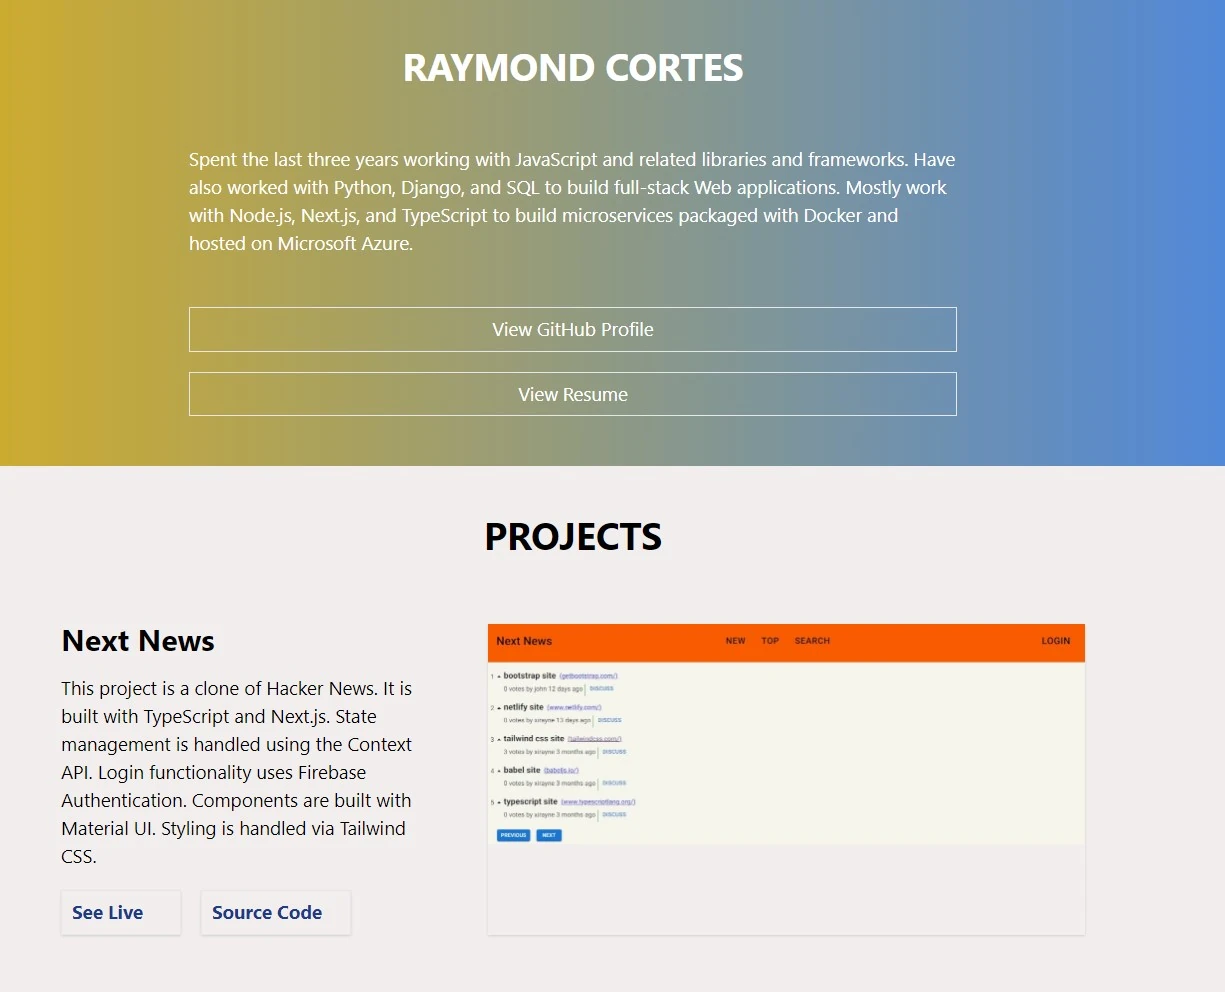 RAYMOND CORTES
Spent the last three years working with JavaScript and related libraries and frameworks. Have
also worked with Python, Django, and SQL to build full-stack Web applications. Mostly work
with Node.js, Next.js, and TypeScript to build microservices packaged with Docker and
hosted on Microsoft Azure.
View GitHub Profile
View Resume
PROJECTS
Next News
This project is a clone of Hacker News. It is
built with TypeScript and Next.js. State
management is handled using the Context
API. Login functionality uses Firebase
Authentication. Components are built with
Material UI. Styling is handled via Tailwind
CSS.
See Live
Source Code
Next News NEW TOP SEARCH LOGIN
1 bootstrap site (getbootstrap.com/)
0 votes by john 12 days ago | DISCUSS
2 netlify site (www.netlify.com/)
0 votes by xirayne 13 days ago | DISCUSS
3 tailwind css site (tailwindcss.com/)
3 votes by xirayne 3 months ago | DISCUSS
4 babel site (babeljs.io/)
0 votes by xirayne 3 months ago | DISCUSS
5 typescript site (www.typescriptlang.org/)
0 votes by xirayne 3 months ago | DISCUSS
PREVIOUS NEXT